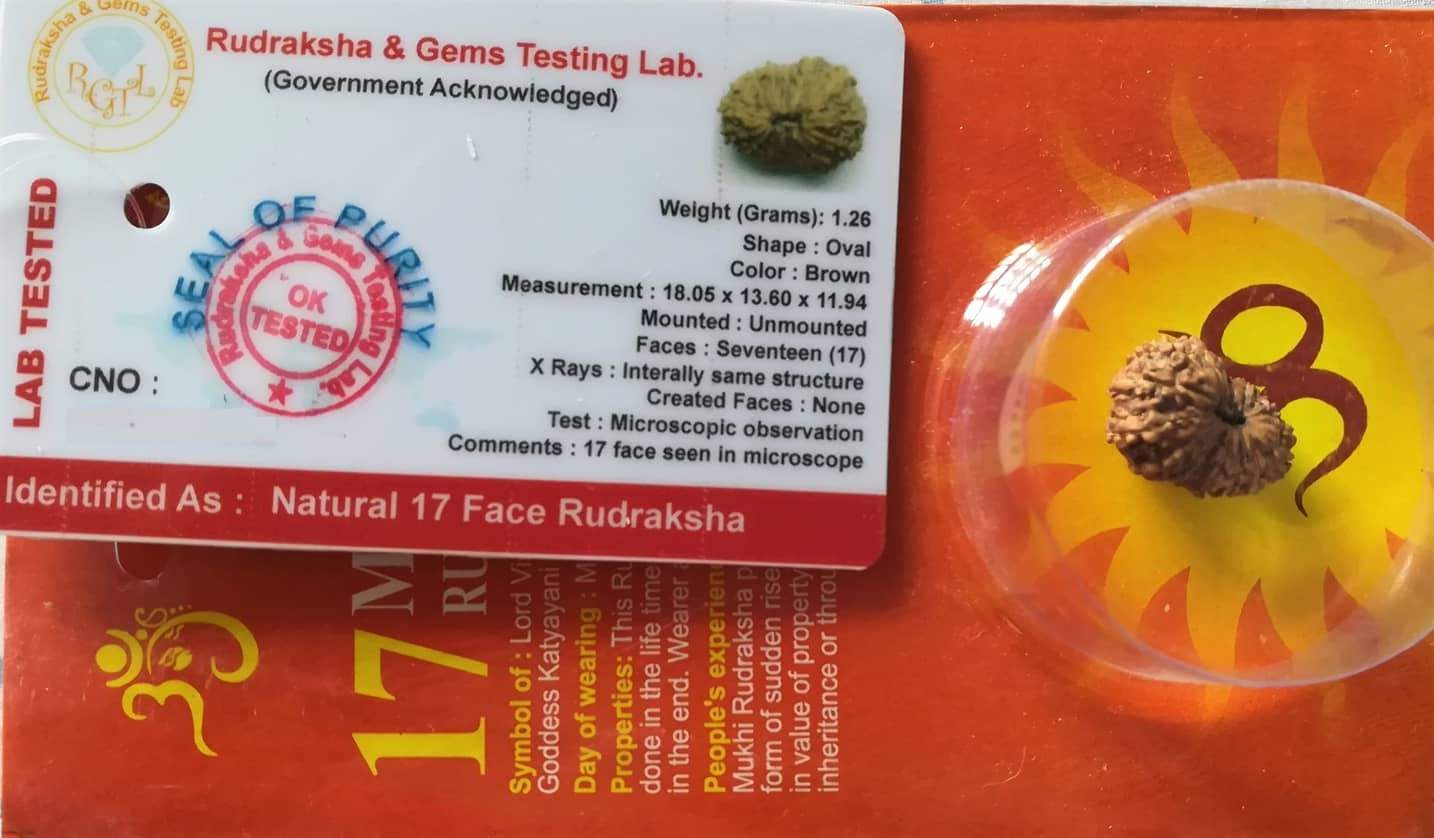 Rudraksha & Gems Testing Lab
RGTL
Rudraksha & Gems Testing Lab.
(Government Acknowledged)
LAB TESTED
SEAL OF PURITY
Rudraksha & Gems Testing Lab.
OK
TESTED
CNO :
Weight (Grams): 1.26
Shape : Oval
Color : Brown
Measurement : 18.05 x 13.60 x 11.94
Mounted : Unmounted
Faces : Seventeen (17)
X Rays : Interally same structure
Created Faces : None
Test : Microscopic observation
Comments : 17 face seen in microscope
Identified As : Natural 17 Face Rudraksha
17 M
RU
Symbol of : Lord Vi
Goddess Katyayani
Day of wearing : M
Properties: This Ru
done in the life time
in the end. Wearer
People's experien
Mukhi Rudraksha p
form of sudden rise
in value of property
inheritance or throu